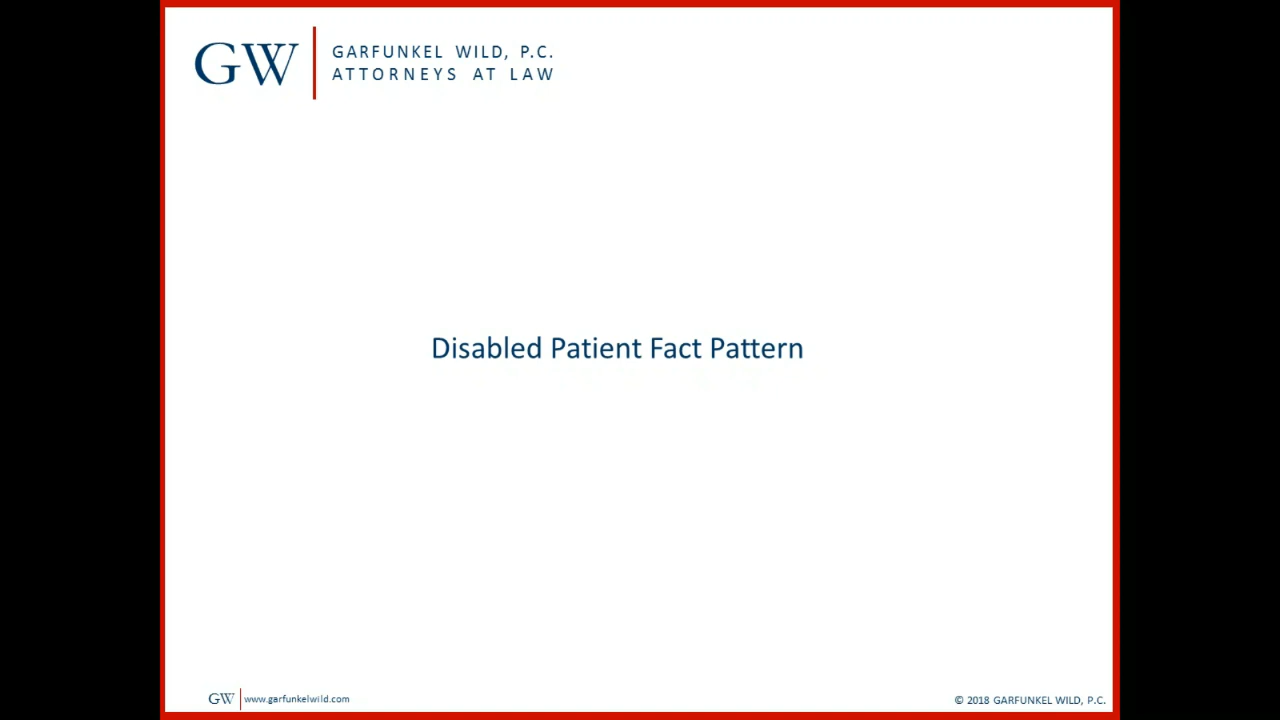 GW
GARFUNKEL WILD, P.C.
ATTORNEYS AT LAW
Disabled Patient Fact Pattern
GW www.garfunkelwild.com
© 2018 GARFUNKEL WILD, P.C.